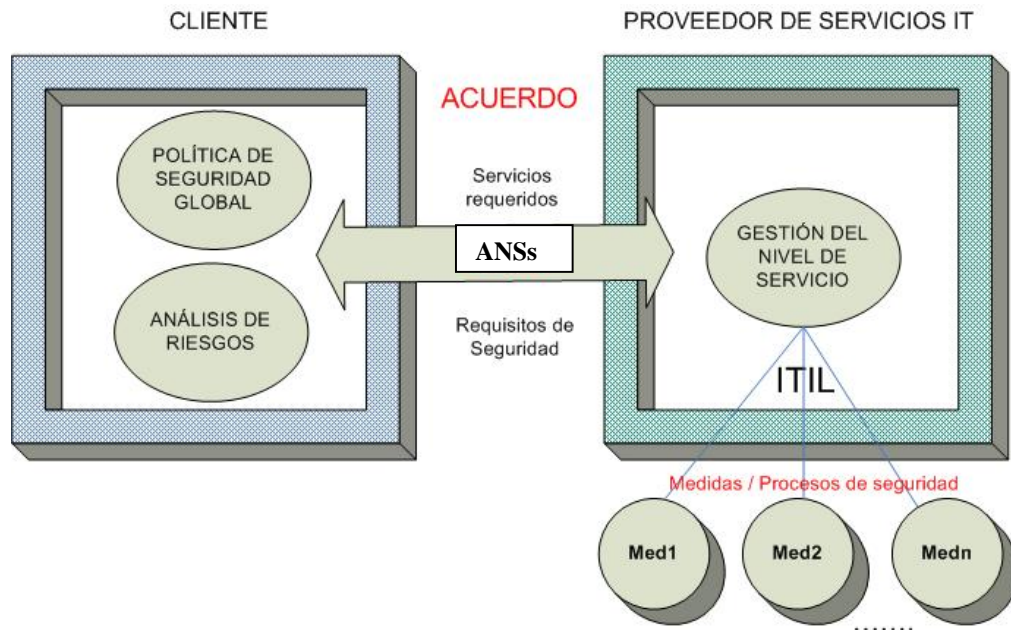 CLIENTE
PROVEEDOR DE SERVICIOS IT
ACUERDO
POLÍTICA DE
SEGURIDAD
GLOBAL
ANÁLISIS DE
RIESGOS
Servicios
requeridos
ANSs
Requisitos de
Seguridad
GESTIÓN DEL
NIVEL DE
SERVICIO
ITIL
Medidas / Procesos de seguridad
Med1
Med2
Medn
.......